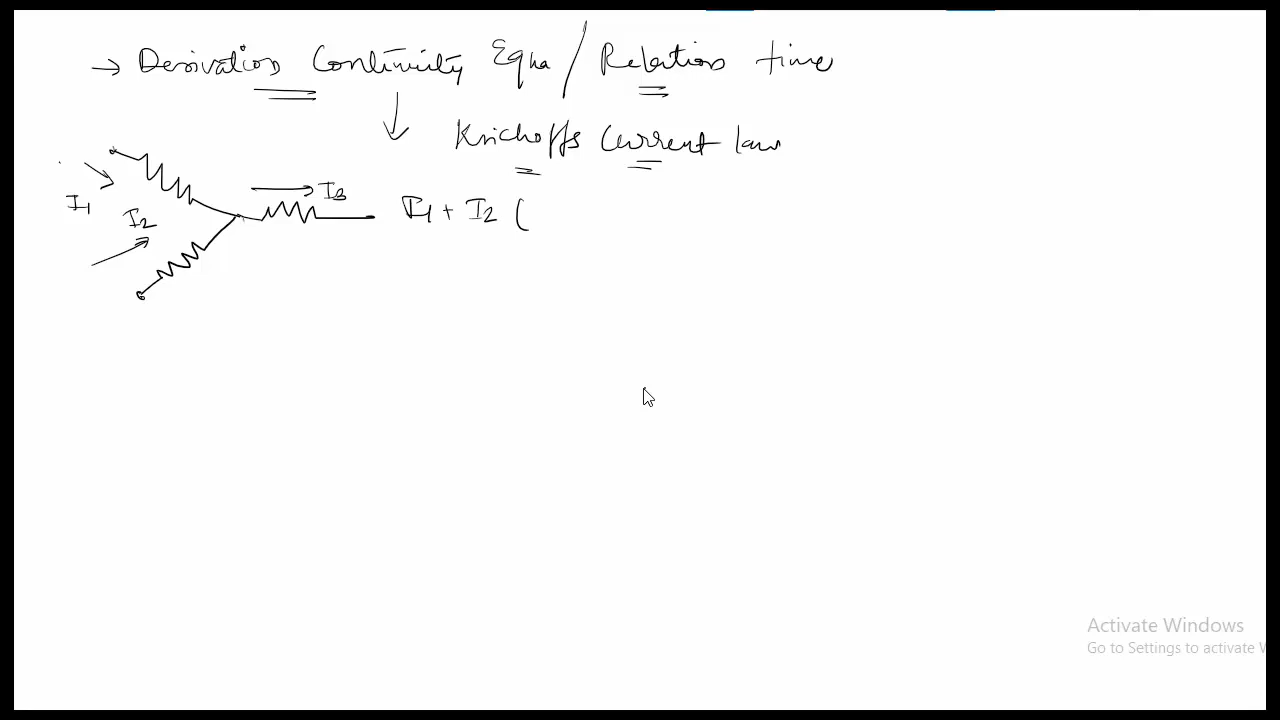 → Derivation Continuity Equn / Relation time
Krichoffs Current law
I1
I2
I3
I1 + I2 (
Activate Windows
Go to Settings to activate W